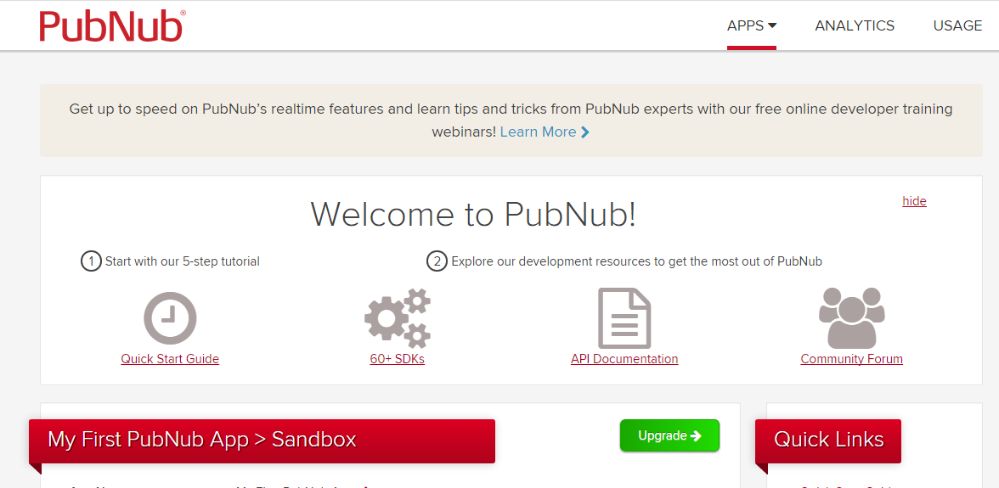 PubNub®
APPS
ANALYTICS
USAGE
Get up to speed on PubNub’s realtime features and learn tips and tricks from PubNub experts with our free online developer training
webinars! Learn More
Welcome to PubNub!
hide
1 Start with our 5-step tutorial
2 Explore our development resources to get the most out of PubNub
Quick Start Guide
60+ SDKs
API Documentation
Community Forum
My First PubNub App > Sandbox
Upgrade
Quick Links